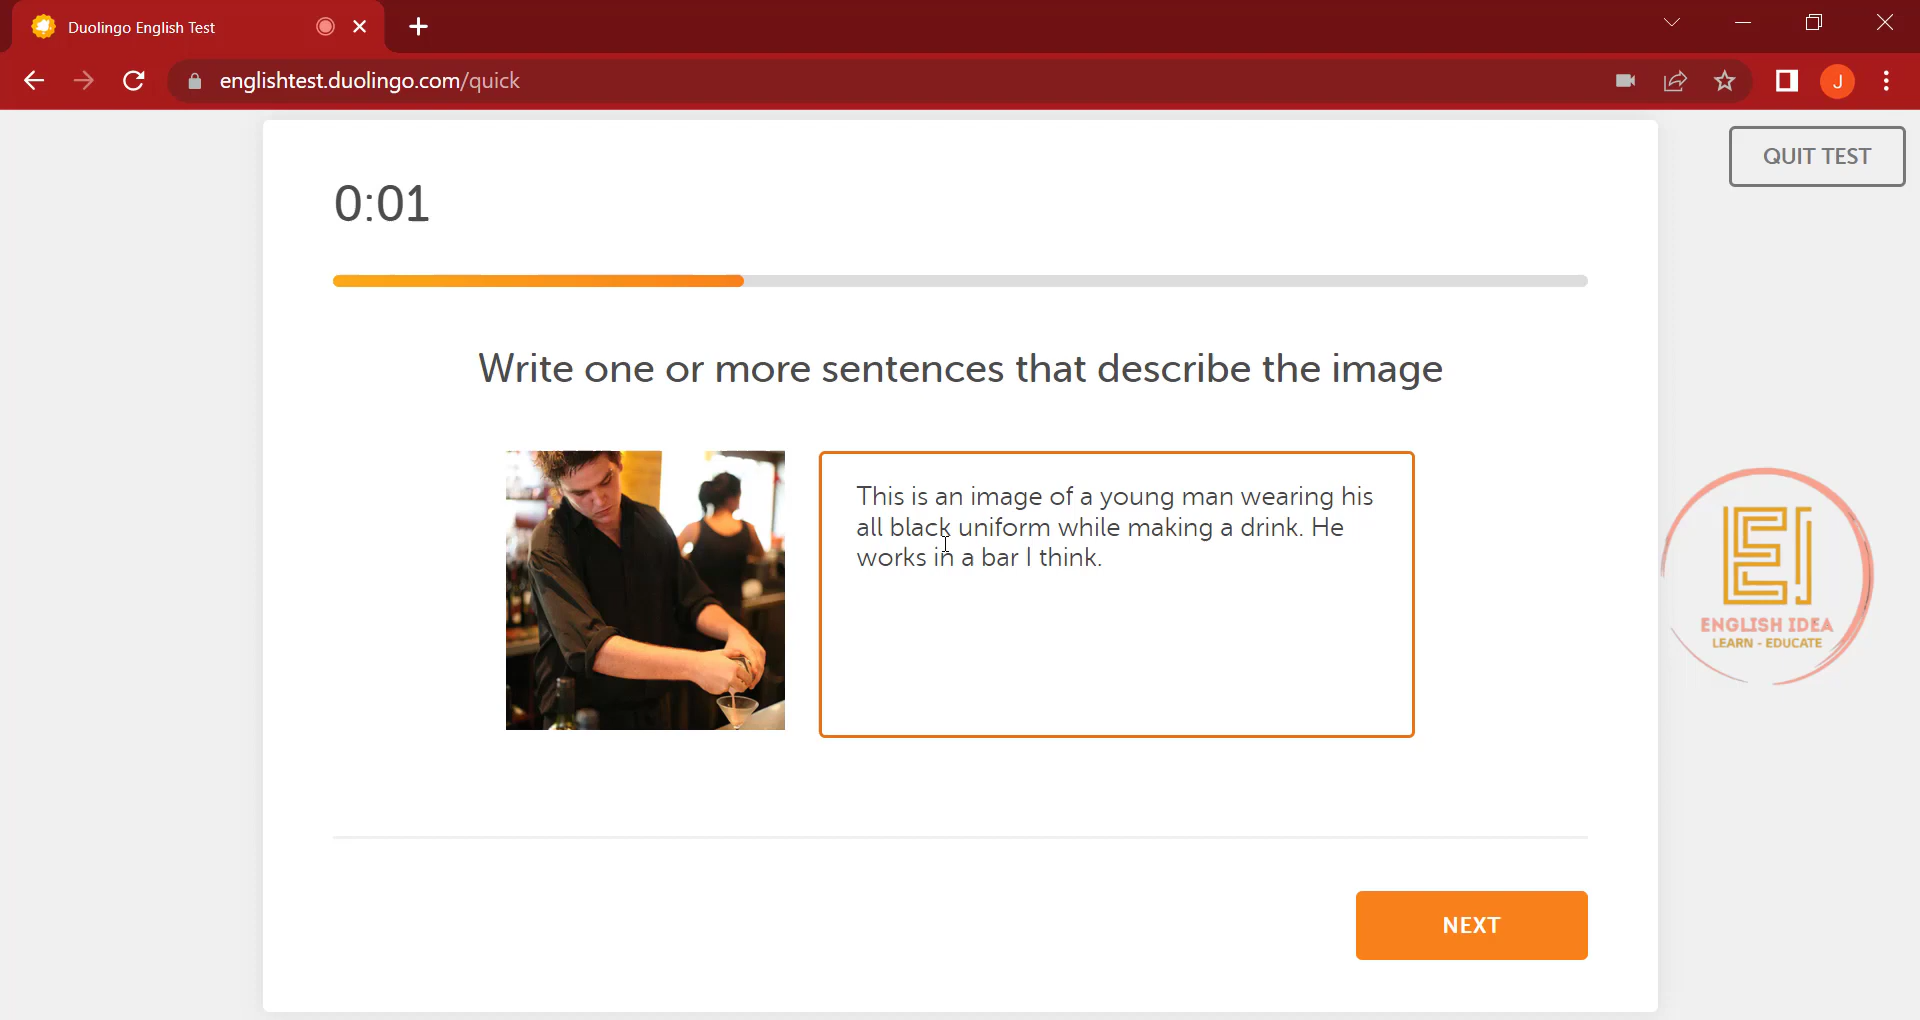 Duolingo English Test
englishtest.duolingo.com/quick
J
QUIT TEST
0:01
Write one or more sentences that describe the image
This is an image of a young man wearing his
all black uniform while making a drink. He
works in a bar I think.
EI
ENGLISH IDEA
LEARN - EDUCATE
NEXT